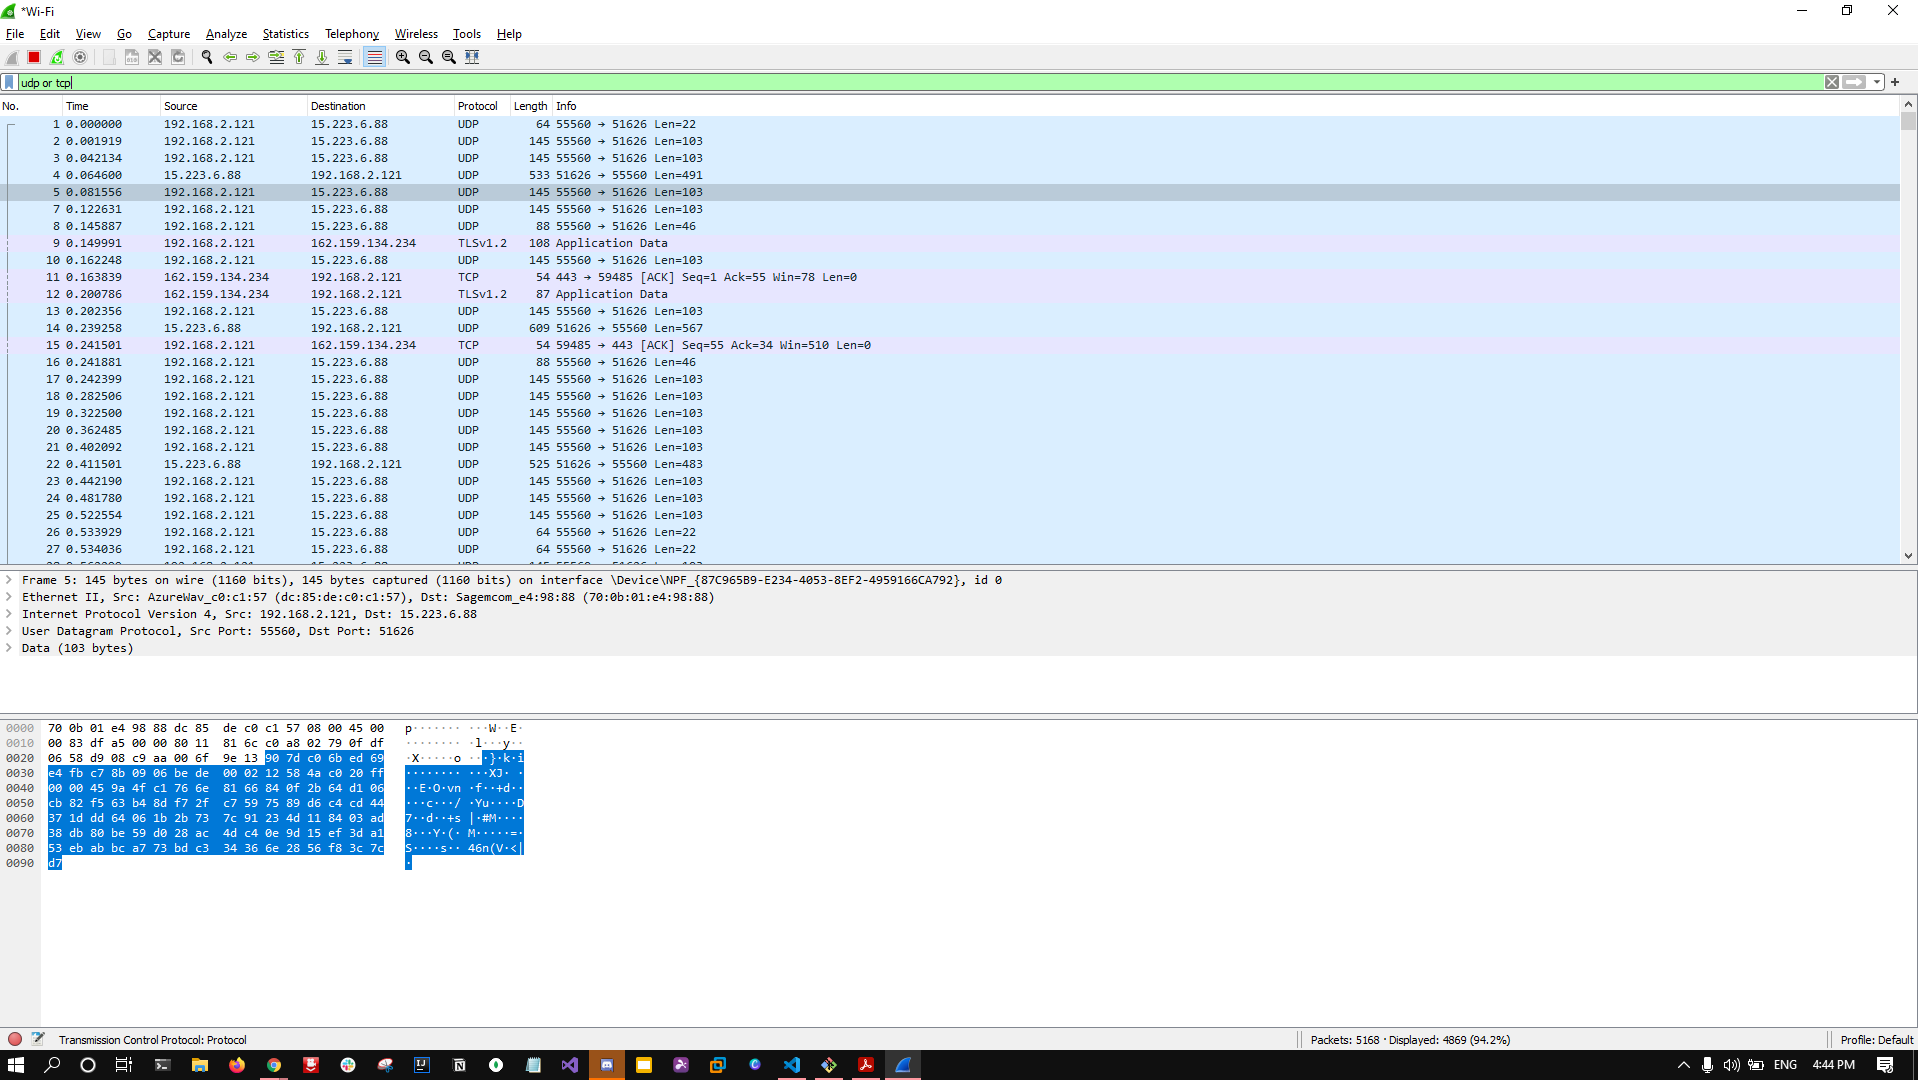 *Wi-Fi
File Edit View Go Capture Analyze Statistics Telephony Wireless Tools Help
udp or tcp
No. Time Source Destination Protocol Length Info
1 0.000000 192.168.2.121 15.223.6.88 UDP 64 55560 → 51626 Len=22
2 0.001919 192.168.2.121 15.223.6.88 UDP 145 55560 → 51626 Len=103
3 0.042134 192.168.2.121 15.223.6.88 UDP 145 55560 → 51626 Len=103
4 0.064600 15.223.6.88 192.168.2.121 UDP 533 51626 → 55560 Len=491
5 0.081556 192.168.2.121 15.223.6.88 UDP 145 55560 → 51626 Len=103
7 0.122631 192.168.2.121 15.223.6.88 UDP 145 55560 → 51626 Len=103
8 0.145887 192.168.2.121 15.223.6.88 UDP 88 55560 → 51626 Len=46
9 0.149991 192.168.2.121 162.159.134.234 TLSv1.2 108 Application Data
10 0.162248 192.168.2.121 15.223.6.88 UDP 145 55560 → 51626 Len=103
11 0.163839 162.159.134.234 192.168.2.121 TCP 54 443 → 59485 [ACK] Seq=1 Ack=55 Win=78 Len=0
12 0.200786 162.159.134.234 192.168.2.121 TLSv1.2 87 Application Data
13 0.202356 192.168.2.121 15.223.6.88 UDP 145 55560 → 51626 Len=103
14 0.239258 15.223.6.88 192.168.2.121 UDP 609 51626 → 55560 Len=567
15 0.241501 192.168.2.121 162.159.134.234 TCP 54 59485 → 443 [ACK] Seq=55 Ack=34 Win=510 Len=0
16 0.241881 192.168.2.121 15.223.6.88 UDP 88 55560 → 51626 Len=46
17 0.242399 192.168.2.121 15.223.6.88 UDP 145 55560 → 51626 Len=103
18 0.282506 192.168.2.121 15.223.6.88 UDP 145 55560 → 51626 Len=103
19 0.322500 192.168.2.121 15.223.6.88 UDP 145 55560 → 51626 Len=103
20 0.362485 192.168.2.121 15.223.6.88 UDP 145 55560 → 51626 Len=103
21 0.402092 192.168.2.121 15.223.6.88 UDP 145 55560 → 51626 Len=103
22 0.411501 15.223.6.88 192.168.2.121 UDP 525 51626 → 55560 Len=483
23 0.442190 192.168.2.121 15.223.6.88 UDP 145 55560 → 51626 Len=103
24 0.481780 192.168.2.121 15.223.6.88 UDP 145 55560 → 51626 Len=103
25 0.522554 192.168.2.121 15.223.6.88 UDP 145 55560 → 51626 Len=103
26 0.533929 192.168.2.121 15.223.6.88 UDP 64 55560 → 51626 Len=22
27 0.534036 192.168.2.121 15.223.6.88 UDP 64 55560 → 51626 Len=22
Frame 5: 145 bytes on wire (1160 bits), 145 bytes captured (1160 bits) on interface \Device\NPF_{87C965B9-E234-4053-8EF2-4959166CA792}, id 0
Ethernet II, Src: AzureWav_c0:c1:57 (dc:85:de:c0:c1:57), Dst: Sagemcom_e4:98:88 (70:0b:01:e4:98:88)
Internet Protocol Version 4, Src: 192.168.2.121, Dst: 15.223.6.88
User Datagram Protocol, Src Port: 55560, Dst Port: 51626
Data (103 bytes)
0000 70 0b 01 e4 98 88 dc 85 de c0 c1 57 08 00 45 00 p······· ···W··E·
0010 00 83 df a5 00 00 80 11 81 6c c0 a8 02 79 0f df ········ ·l···y··
0020 06 58 d9 08 c9 aa 00 6f 9e 13 90 7d c0 6b ed 69 ·X·····o ···}·k·i
0030 e4 fb c7 8b 09 06 be de 00 02 12 58 4a c0 20 ff ········ ···XJ· ·
0040 00 00 45 9a 4f c1 76 6e 81 66 84 0f 2b 64 d1 06 ··E·O·vn ·f··+d··
0050 cb 82 f5 63 b4 8d f7 2f c7 59 75 89 d6 c4 cd 44 ···c···/ ·Yu····D
0060 37 1d dd 64 06 1b 2b 73 7c 91 23 4d 11 84 03 ad 7··d··+s |·#M····
0070 38 db 80 be 59 d0 28 ac 4d c4 0e 9d 15 ef 3d a1 8···Y·(· M·····=·
0080 53 eb ab bc a7 73 bd c3 34 36 6e 28 56 f8 3c 7c S····s·· 46n(V·<|
0090 d7 ·
Transmission Control Protocol: Protocol
Packets: 5168 · Displayed: 4869 (94.2%)
Profile: Default
ENG 4:44 PM